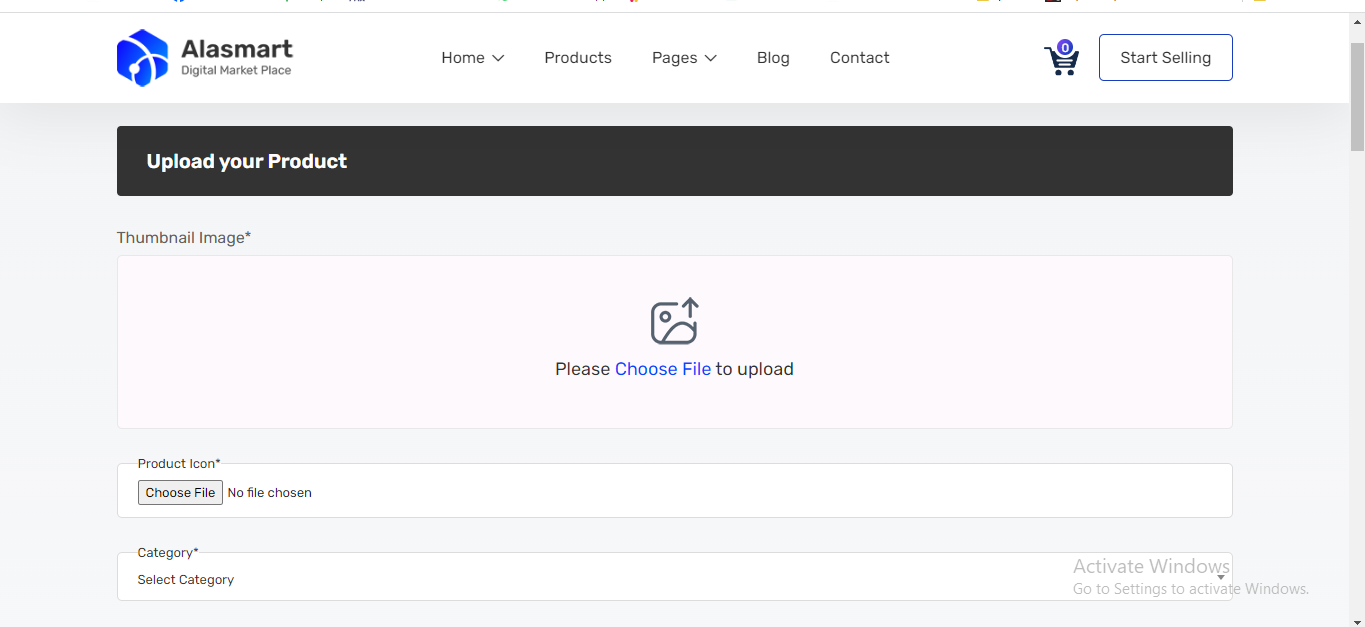 Alasmart
Digital Market Place
Home
Products
Pages
Blog
Contact
0
Start Selling
Upload your Product
Thumbnail Image*
Please Choose File to upload
Product Icon*
Choose File No file chosen
Category*
Select Category
Activate Windows
Go to Settings to activate Windows.